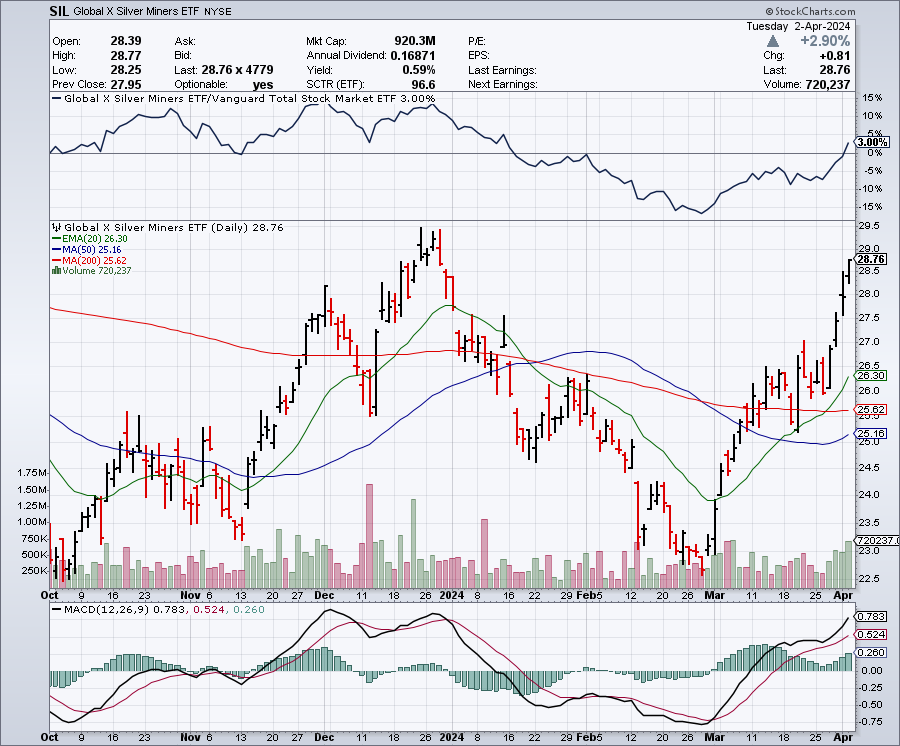 SIL Global X Silver Miners ETF NYSE © StockCharts.com
Tuesday 2-Apr-2024
Open: 28.39 Ask: Mkt Cap: 920.3M P/E: +2.90%
High: 28.77 Bid: Annual Dividend: 0.16871 EPS: Chg: +0.81
Low: 28.25 Last: 28.76 x 4779 Yield: 0.59% Last Earnings: Last: 28.76
Prev Close: 27.95 Optionable: yes SCTR (ETF): 96.6 Next Earnings: Volume: 720,237
Global X Silver Miners ETF/Vanguard Total Stock Market ETF 3.00%
15%
10%
5%
3.00%
0%
-5%
-10%
-15%
Global X Silver Miners ETF (Daily) 28.76
EMA(20) 26.30
MA(50) 25.16
MA(200) 25.62
Volume 720,237
29.5
29.0
28.76
28.5
28.0
27.5
27.0
26.5
26.30
26.0
25.62
25.5
25.16
25.0
24.5
24.0
23.5
720237.0
23.0
22.5
1.75M
1.50M
1.25M
1.00M
750K
500K
250K
Oct 9 16 23 Nov 6 13 20 27 Dec 11 18 26 2024 8 16 22 29 Feb 5 12 20 26 Mar 11 18 25 Apr
MACD(12,26,9) 0.783, 0.524, 0.260
0.783
0.524
0.260
0.00
-0.25
-0.50
-0.75
Oct 9 16 23 Nov 6 13 20 27 Dec 11 18 26 2024 8 16 22 29 Feb 5 12 20 26 Mar 11 18 25 Apr